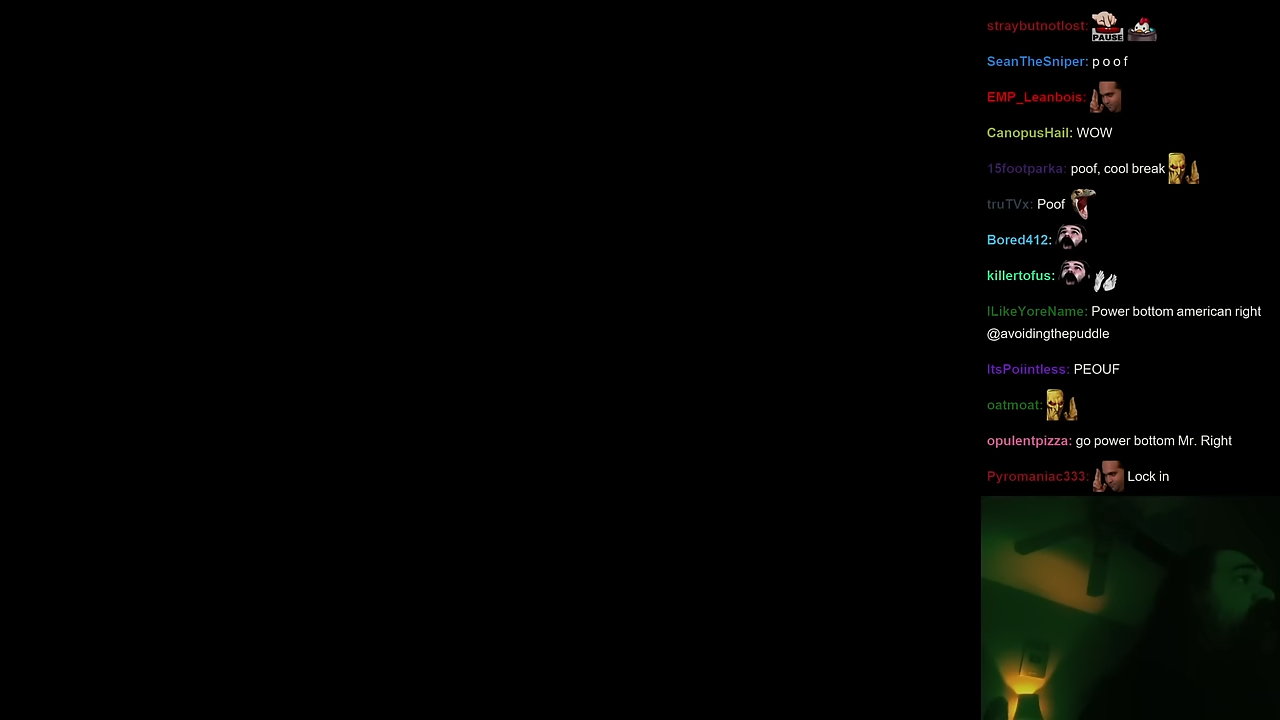 straybutnotlost: PAUSE
SeanTheSniper: p o o f
EMP_Leanbois:
CanopusHail: WOW
15footparka: poof, cool break
truTVx: Poof
Bored412:
killertofus:
ILikeYoreName: Power bottom american right
@avoidingthepuddle
ItsPoiintless: PEOUF
oatmoat:
opulentpizza: go power bottom Mr. Right
Pyromaniac333: Lock in